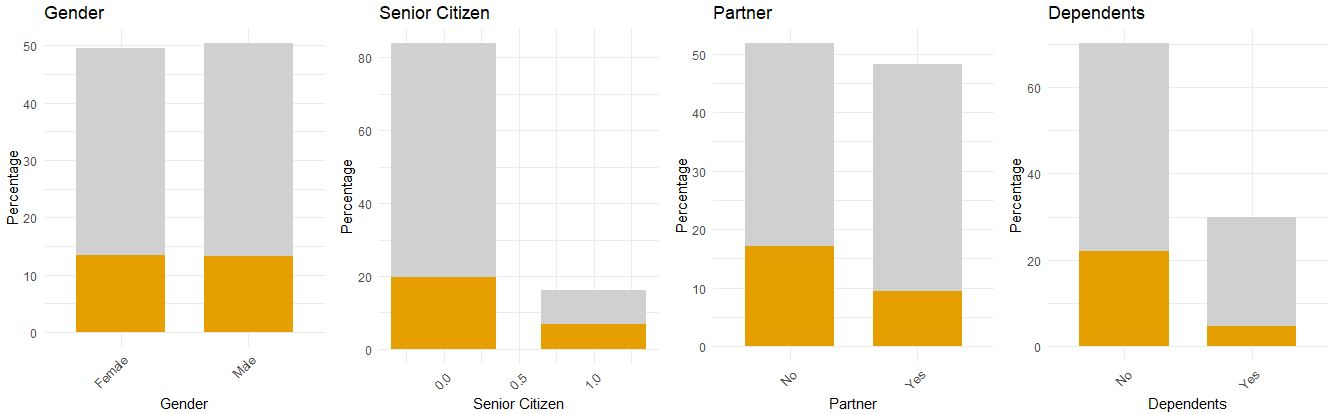 Gender
Percentage
50
40
30
20
10
0
Female
Male
Gender
Senior Citizen
Percentage
80
60
40
20
0
0.0
0.5
1.0
Senior Citizen
Partner
Percentage
50
40
30
20
10
0
No
Yes
Partner
Dependents
Percentage
60
40
20
0
No
Yes
Dependents